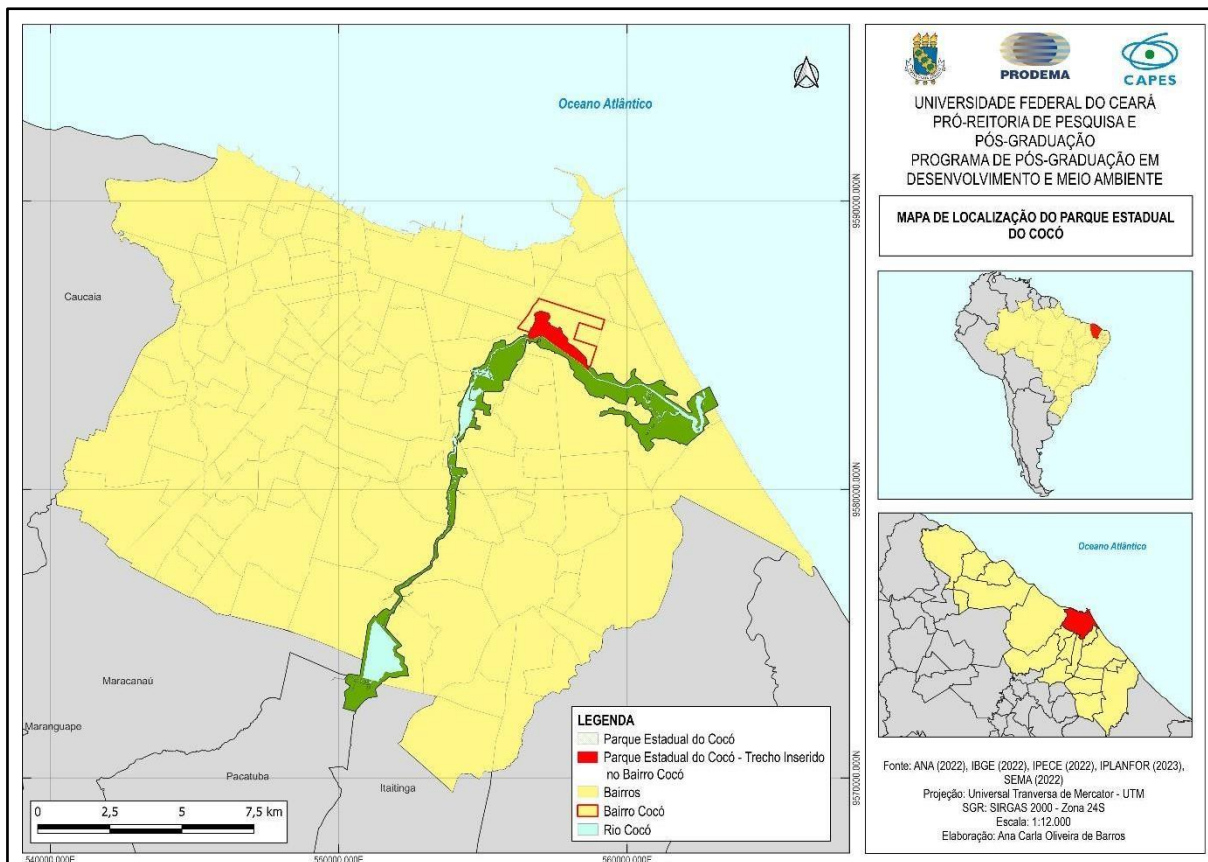 Oceano Atlântico
Caucaia
Maracanaú
Maranguape
Pacatuba
Itaitinga
9590000.000N
9580000.000N
9570000.000N
540000.000E
550000.000E
560000.000E
0 2,5 5 7,5 km
LEGENDA
Parque Estadual do Cocó
Parque Estadual do Cocó - Trecho Inserido
no Bairro Cocó
Bairros
Bairro Cocó
Rio Cocó
PRODEMA
CAPES
UNIVERSIDADE FEDERAL DO CEARÁ
PRÓ-REITORIA DE PESQUISA E
PÓS-GRADUAÇÃO
PROGRAMA DE PÓS-GRADUAÇÃO EM
DESENVOLVIMENTO E MEIO AMBIENTE
MAPA DE LOCALIZAÇÃO DO PARQUE ESTADUAL
DO COCÓ
Oceano Atlântico
Fonte: ANA (2022), IBGE (2022), IPECE (2022), IPLANFOR (2023),
SEMA (2022)
Projeção: Universal Tranversa de Mercator - UTM
SGR: SIRGAS 2000 - Zona 24S
Escala: 1:12.000
Elaboração: Ana Carla Oliveira de Barros